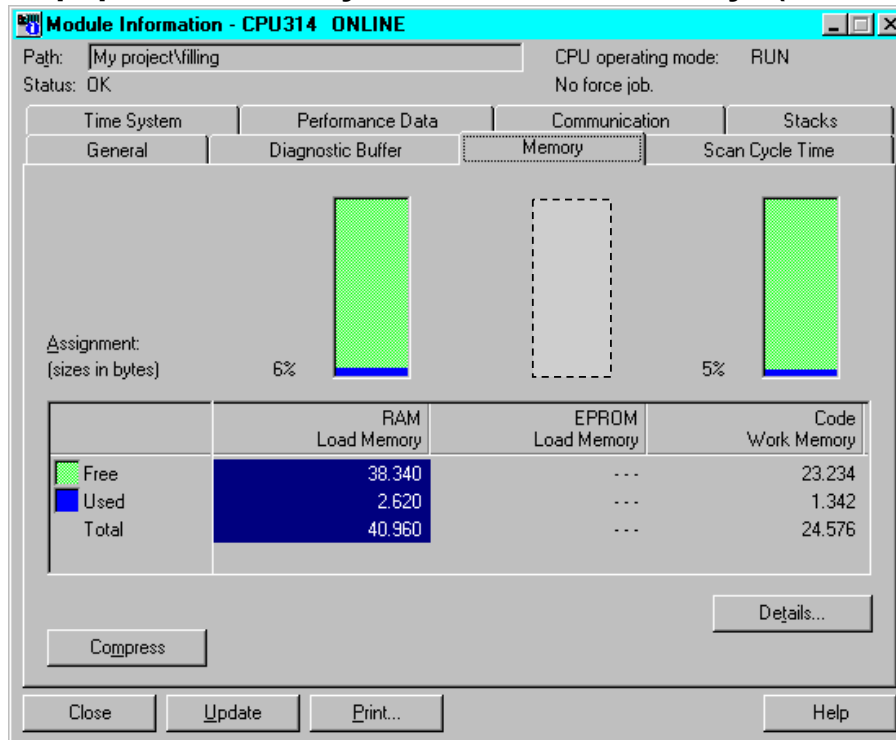 Module Information - CPU314 ONLINE
Path: My project\filling CPU operating mode: RUN
Status: OK No force job.
Time System Performance Data Communication Stacks
General Diagnostic Buffer Memory Scan Cycle Time
Assignment:
(sizes in bytes) 6% 5%
RAM EPROM Code
Load Memory Load Memory Work Memory
Free 38.340 - - - 23.234
Used 2.620 - - - 1.342
Total 40.960 - - - 24.576
Details...
Compress
Close Update Print... Help